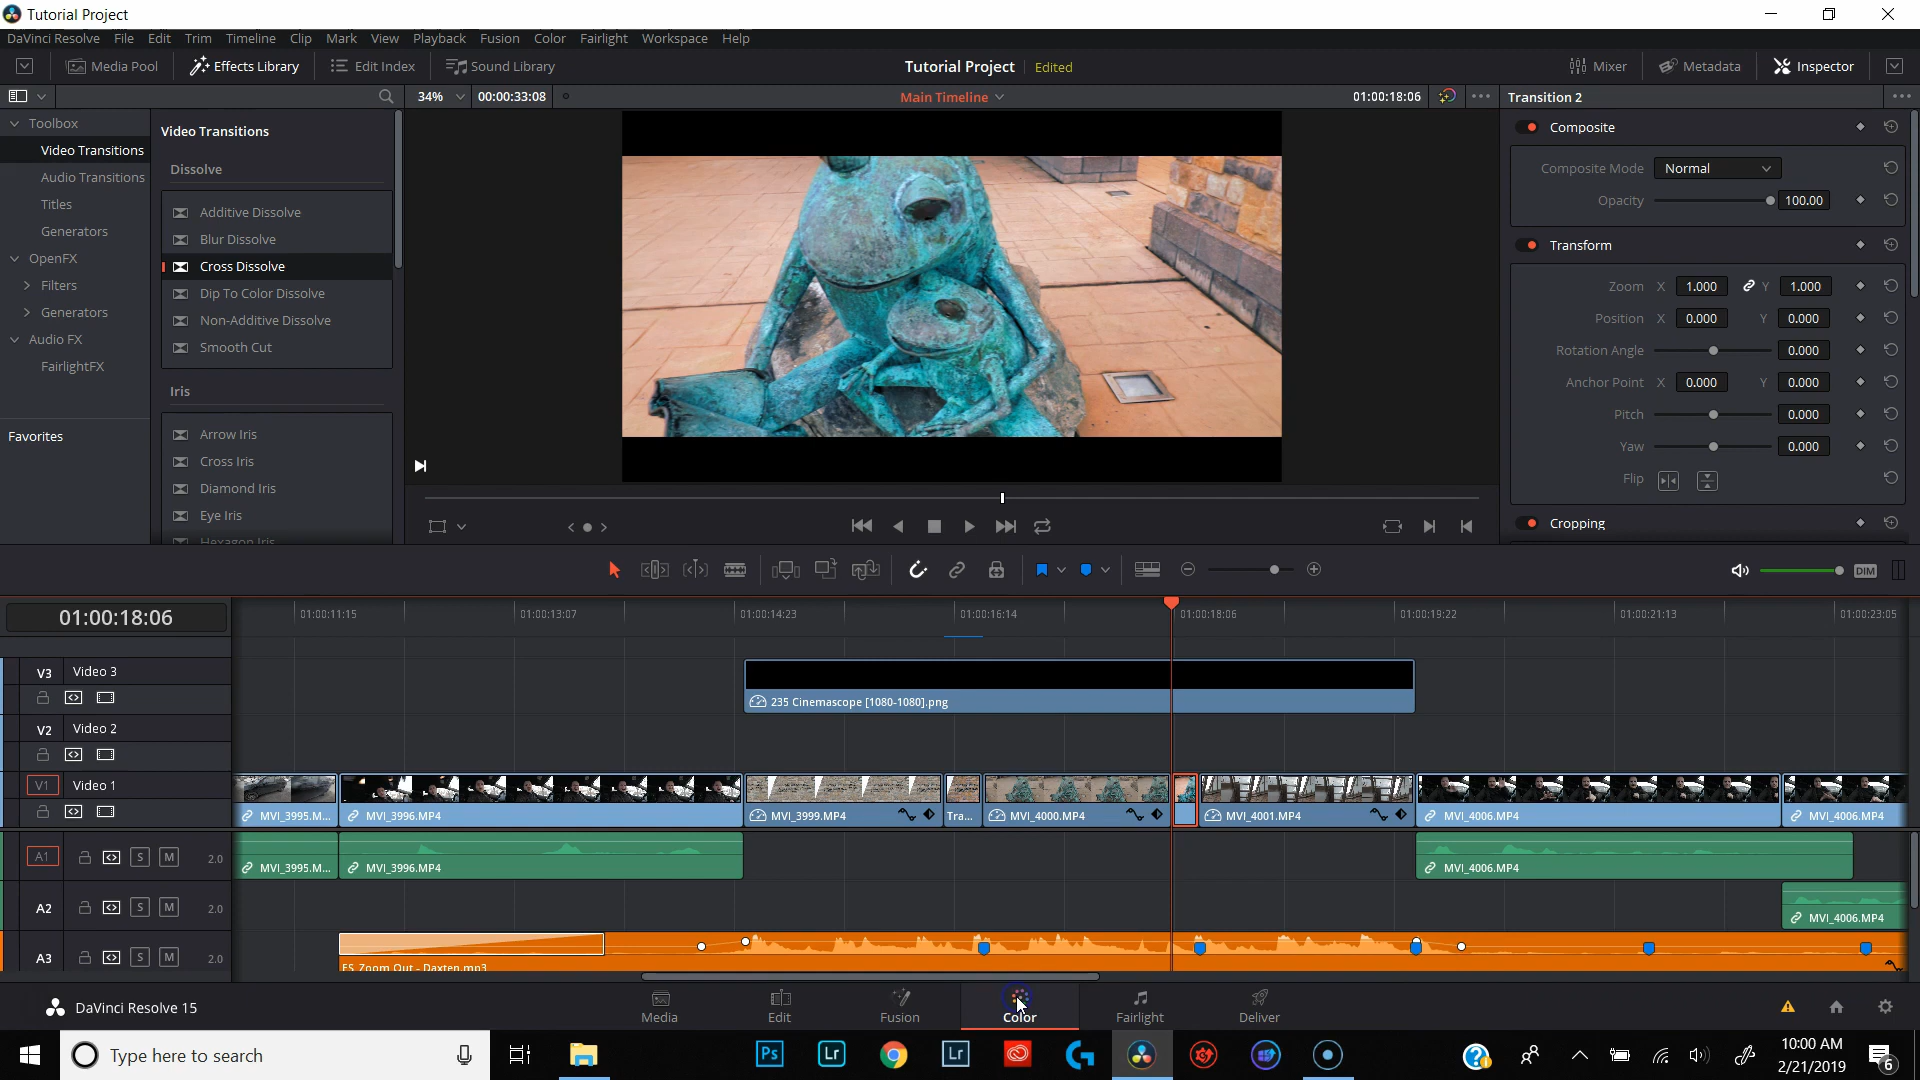 Tutorial Project
DaVinci Resolve File Edit Trim Timeline Clip Mark View Playback Fusion Color Fairlight Workspace Help
Media Pool Effects Library Edit Index Sound Library Tutorial Project Edited Mixer Metadata Inspector
34% 00:00:33:08 Main Timeline 01:00:18:06 Transition 2
Toolbox
Video Transitions
Audio Transitions
Titles
Generators
OpenFX
Filters
Generators
Audio FX
FairlightFX
Favorites
Video Transitions
Dissolve
Additive Dissolve
Blur Dissolve
Cross Dissolve
Dip To Color Dissolve
Non-Additive Dissolve
Smooth Cut
Iris
Arrow Iris
Cross Iris
Diamond Iris
Eye Iris
Hexagon Iris
Composite
Composite Mode Normal
Opacity 100.00
Transform
Zoom X 1.000 Y 1.000
Position X 0.000 Y 0.000
Rotation Angle 0.000
Anchor Point X 0.000 Y 0.000
Pitch 0.000
Yaw 0.000
Flip
Cropping
DIM
01:00:18:06 01:00:11:15 01:00:13:07 01:00:14:23 01:00:16:14 01:00:18:06 01:00:19:22 01:00:21:13 01:00:23:05
V3 Video 3
235 Cinemascope [1080-1080].png
V2 Video 2
V1 Video 1
MVI_3995.M... MVI_3996.MP4 MVI_3999.MP4 Tra... MVI_4000.MP4 MVI_4001.MP4 MVI_4006.MP4 MVI_4006.MP4
A1 S M 2.0 MVI_3995.M... MVI_3996.MP4 MVI_4006.MP4
A2 S M 2.0 MVI_4006.MP4
A3 S M 2.0
ES_Zoom Out - Daxten.mp3
DaVinci Resolve 15 Media Edit Fusion Color Fairlight Deliver
Type here to search Ps Lr Lr 10:00 AM
2/21/2019 6